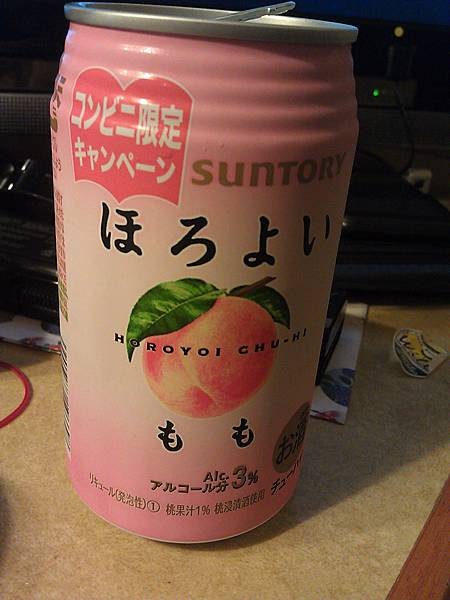 コンビニ限定
キャンペーン
SUNTORY
ほろよい
HOROYOI CHU-HI
もも
お酒
Alc.
アルコール分3%
リキュール(発泡性)① 桃果汁1% 桃浸漬酒使用